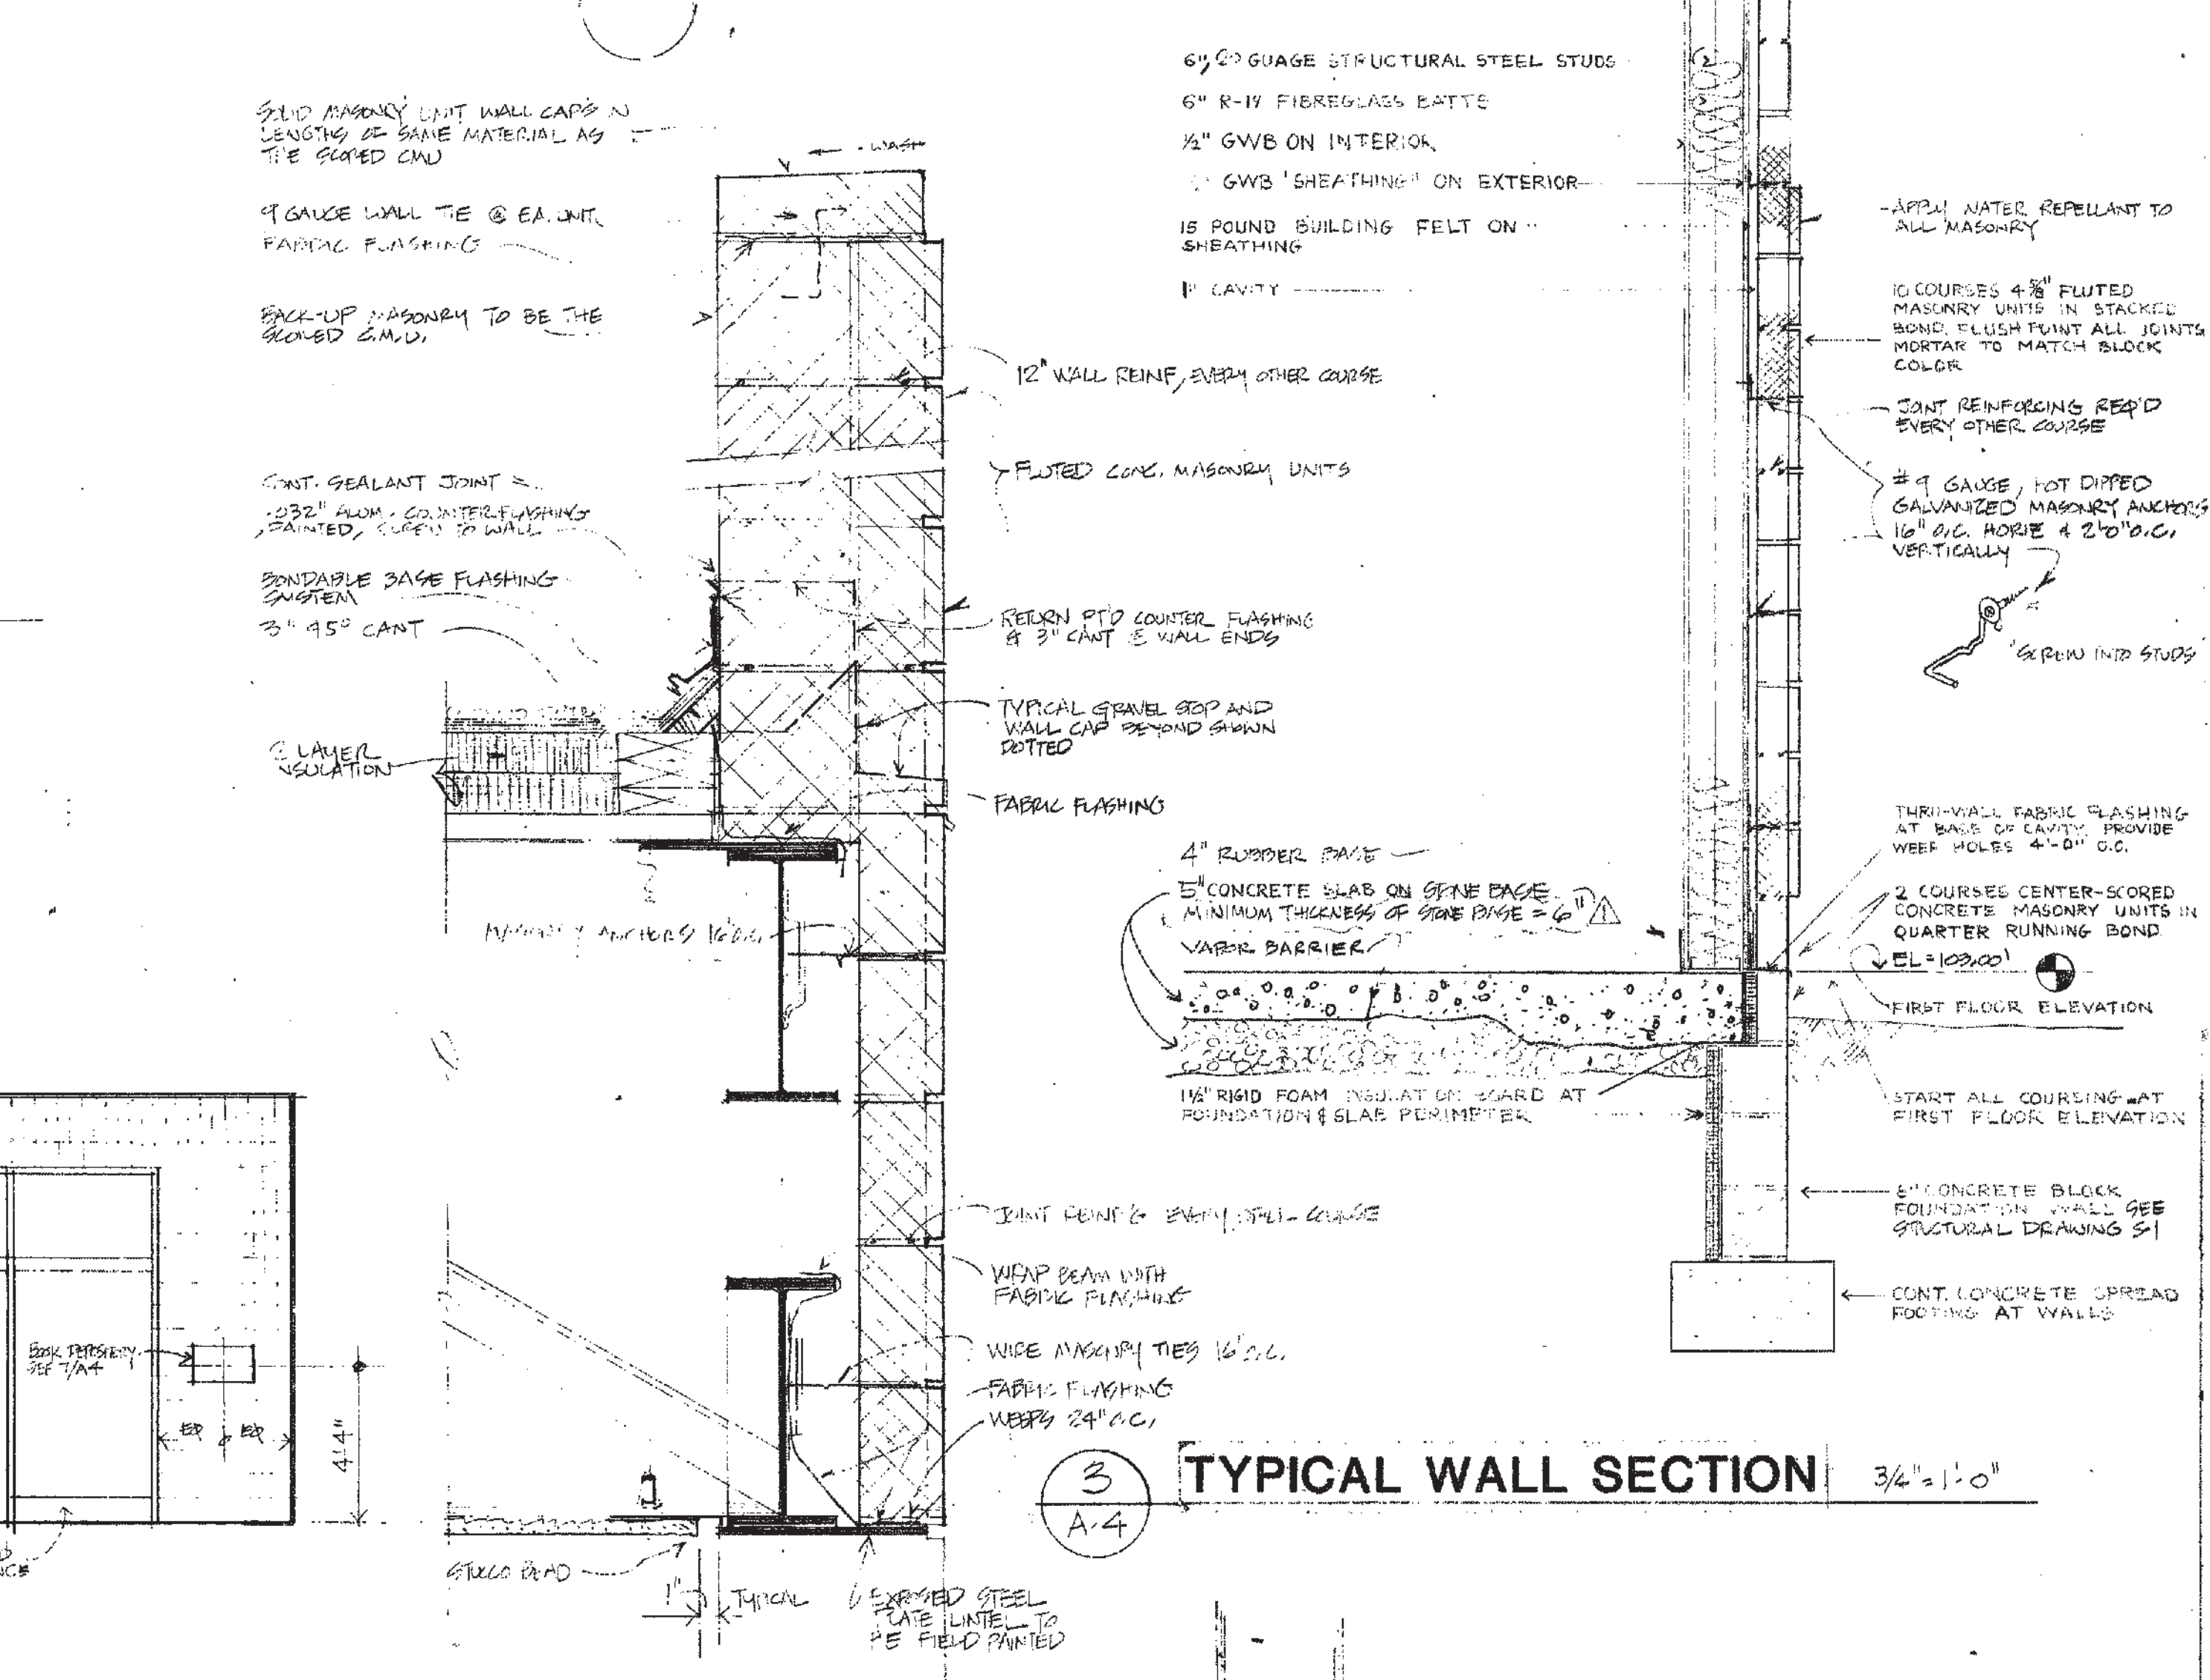 SOLID MASONRY UNIT WALL CAPS IN
LENGTHS OF SAME MATERIAL AS
THE SCORED CMU
WASH
9 GAUGE WALL TIE @ EA. UNIT
FABRIC FLASHING
BACK-UP MASONRY TO BE THE
SCORED C.M.U.
CONT. SEALANT JOINT
.032" ALUM. COUNTERFLASHING
PAINTED, SCREW TO WALL
BONDABLE BASE FLASHING
SYSTEM
3" 45° CANT
2 LAYER
INSULATION
MASONRY ANCHORS 16" O.C.
12" WALL REINF, EVERY OTHER COURSE
FLUTED CONC. MASONRY UNITS
RETURN PT'D COUNTER FLASHING
& 3" CANT @ WALL ENDS
TYPICAL GRAVEL STOP AND
WALL CAP BEYOND SHOWN
DOTTED
FABRIC FLASHING
JOINT REINF'G EVERY OTHER COURSE
WRAP BEAM WITH
FABRIC FLASHING
WIRE MASONRY TIES 16" O.C.
FABRIC FLASHING
WEEPS 24" O.C.
STUCCO BEAD
1" TYPICAL
EXPOSED STEEL
PLATE LINTEL TO
BE FIELD PAINTED
BOOK DEPOSITORY
SEE 7/A4
EQ EQ
4'-4"
6", 20 GUAGE STRUCTURAL STEEL STUDS
6" R-19 FIBREGLASS BATTS
½" GWB ON INTERIOR
GWB "SHEATHING" ON EXTERIOR
15 POUND BUILDING FELT ON
SHEATHING
1" CAVITY
4" RUBBER BASE
5" CONCRETE SLAB ON STONE BASE
MINIMUM THICKNESS OF STONE BASE = 6" 1
VAPOR BARRIER
1½" RIGID FOAM INSULATION BOARD AT
FOUNDATION & SLAB PERIMETER
-APPLY WATER REPELLANT TO
ALL MASONRY
10 COURSES 4⅝" FLUTED
MASONRY UNITS IN STACKED
BOND. FLUSH POINT ALL JOINTS
MORTAR TO MATCH BLOCK
COLOR
JOINT REINFORCING REQ'D
EVERY OTHER COURSE
#9 GAUGE, HOT DIPPED
GALVANIZED MASONRY ANCHORS
16" O.C. HORIZ & 2'-0" O.C.
VERTICALLY
SCREW INTO STUDS
THRU-WALL FABRIC FLASHING
AT BASE OF CAVITY. PROVIDE
WEEP HOLES 4'-0" O.C.
2 COURSES CENTER-SCORED
CONCRETE MASONRY UNITS IN
QUARTER RUNNING BOND
EL=103.00'
FIRST FLOOR ELEVATION
START ALL COURSING AT
FIRST FLOOR ELEVATION
CONCRETE BLOCK
FOUNDATION WALL SEE
STUCTURAL DRAWING S-1
CONT. CONCRETE SPREAD
FOOTING AT WALLS
3
A-4
TYPICAL WALL SECTION
3/4"=1'-0"